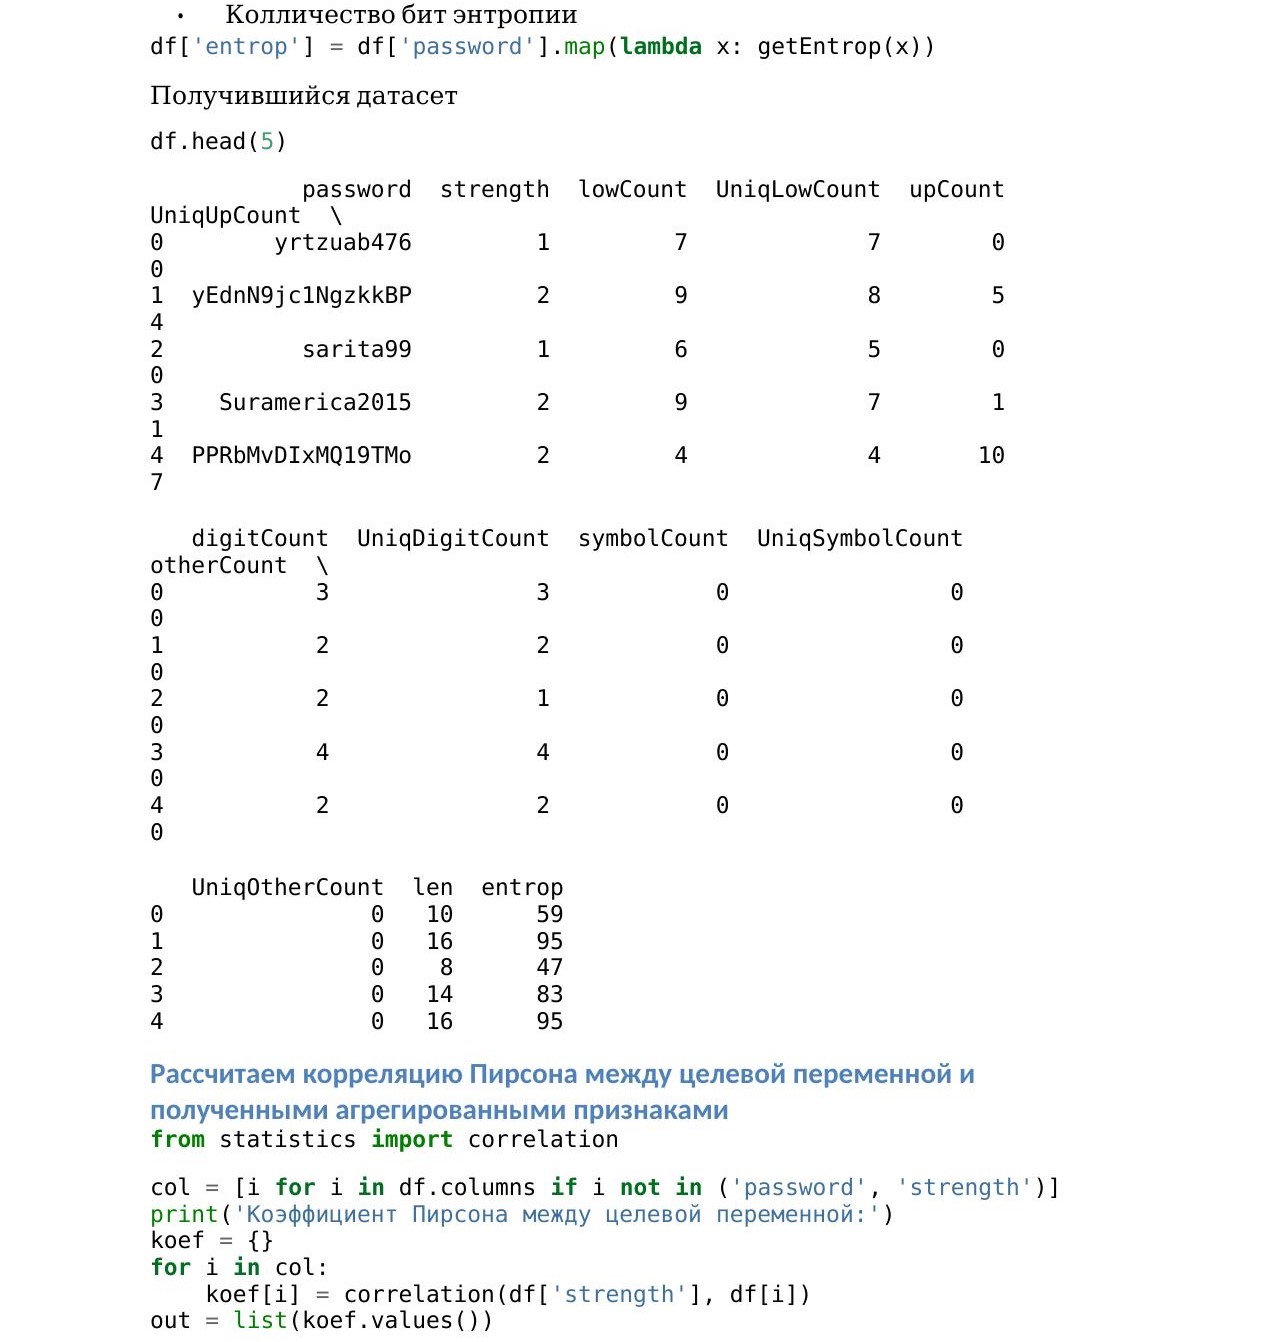 • Колличество бит энтропии
df['entrop'] = df['password'].map(lambda x: getEntrop(x))
Получившийся датасет
df.head(5)
           password  strength  lowCount  UniqLowCount  upCount
UniqUpCount  \
0        yrtzuab476         1         7             7        0
0
1  yEdnN9jc1NgzkkBP         2         9             8        5
4
2          sarita99         1         6             5        0
0
3    Suramerica2015         2         9             7        1
1
4  PPRbMvDIxMQ19TMo         2         4             4       10
7
   digitCount  UniqDigitCount  symbolCount  UniqSymbolCount
otherCount  \
0           3               3            0                0
0
1           2               2            0                0
0
2           2               1            0                0
0
3           4               4            0                0
0
4           2               2            0                0
0
   UniqOtherCount  len  entrop
0               0   10      59
1               0   16      95
2               0    8      47
3               0   14      83
4               0   16      95
Рассчитаем корреляцию Пирсона между целевой переменной и
полученными агрегированными признаками
from statistics import correlation
col = [i for i in df.columns if i not in ('password', 'strength')]
print('Коэффициент Пирсона между целевой переменной:')
koef = {}
for i in col:
    koef[i] = correlation(df['strength'], df[i])
out = list(koef.values())